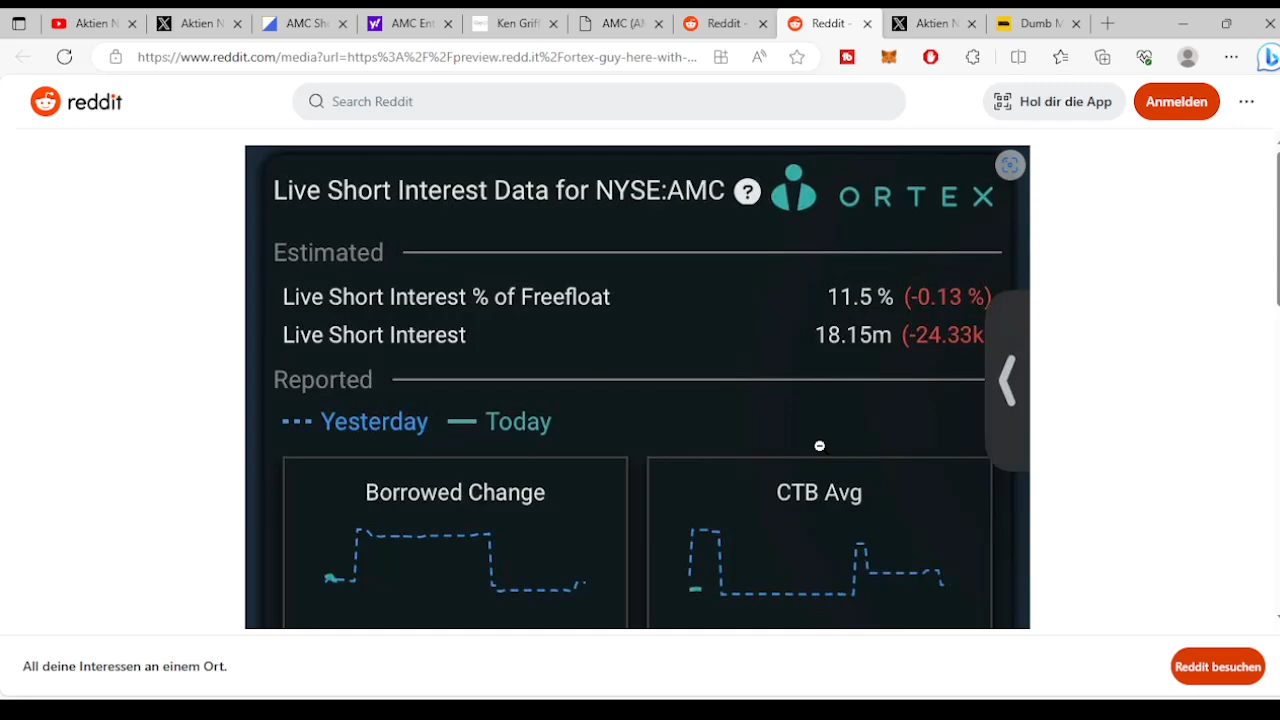 Aktien N
Aktien N
AMC Sh
AMC Ent
Ken Griff
AMC (A
Reddit -
Reddit -
Aktien N
Dumb M
https://www.reddit.com/media?url=https%3A%2F%2Fpreview.redd.it%2Fortex-guy-here-with-...
reddit
Search Reddit
Hol dir die App
Anmelden
Live Short Interest Data for NYSE:AMC ?
ORTEX
Estimated
Live Short Interest % of Freefloat 11.5 % (-0.13 %)
Live Short Interest 18.15m (-24.33k
Reported
Yesterday Today
Borrowed Change
CTB Avg
All deine Interessen an einem Ort.
Reddit besuchen